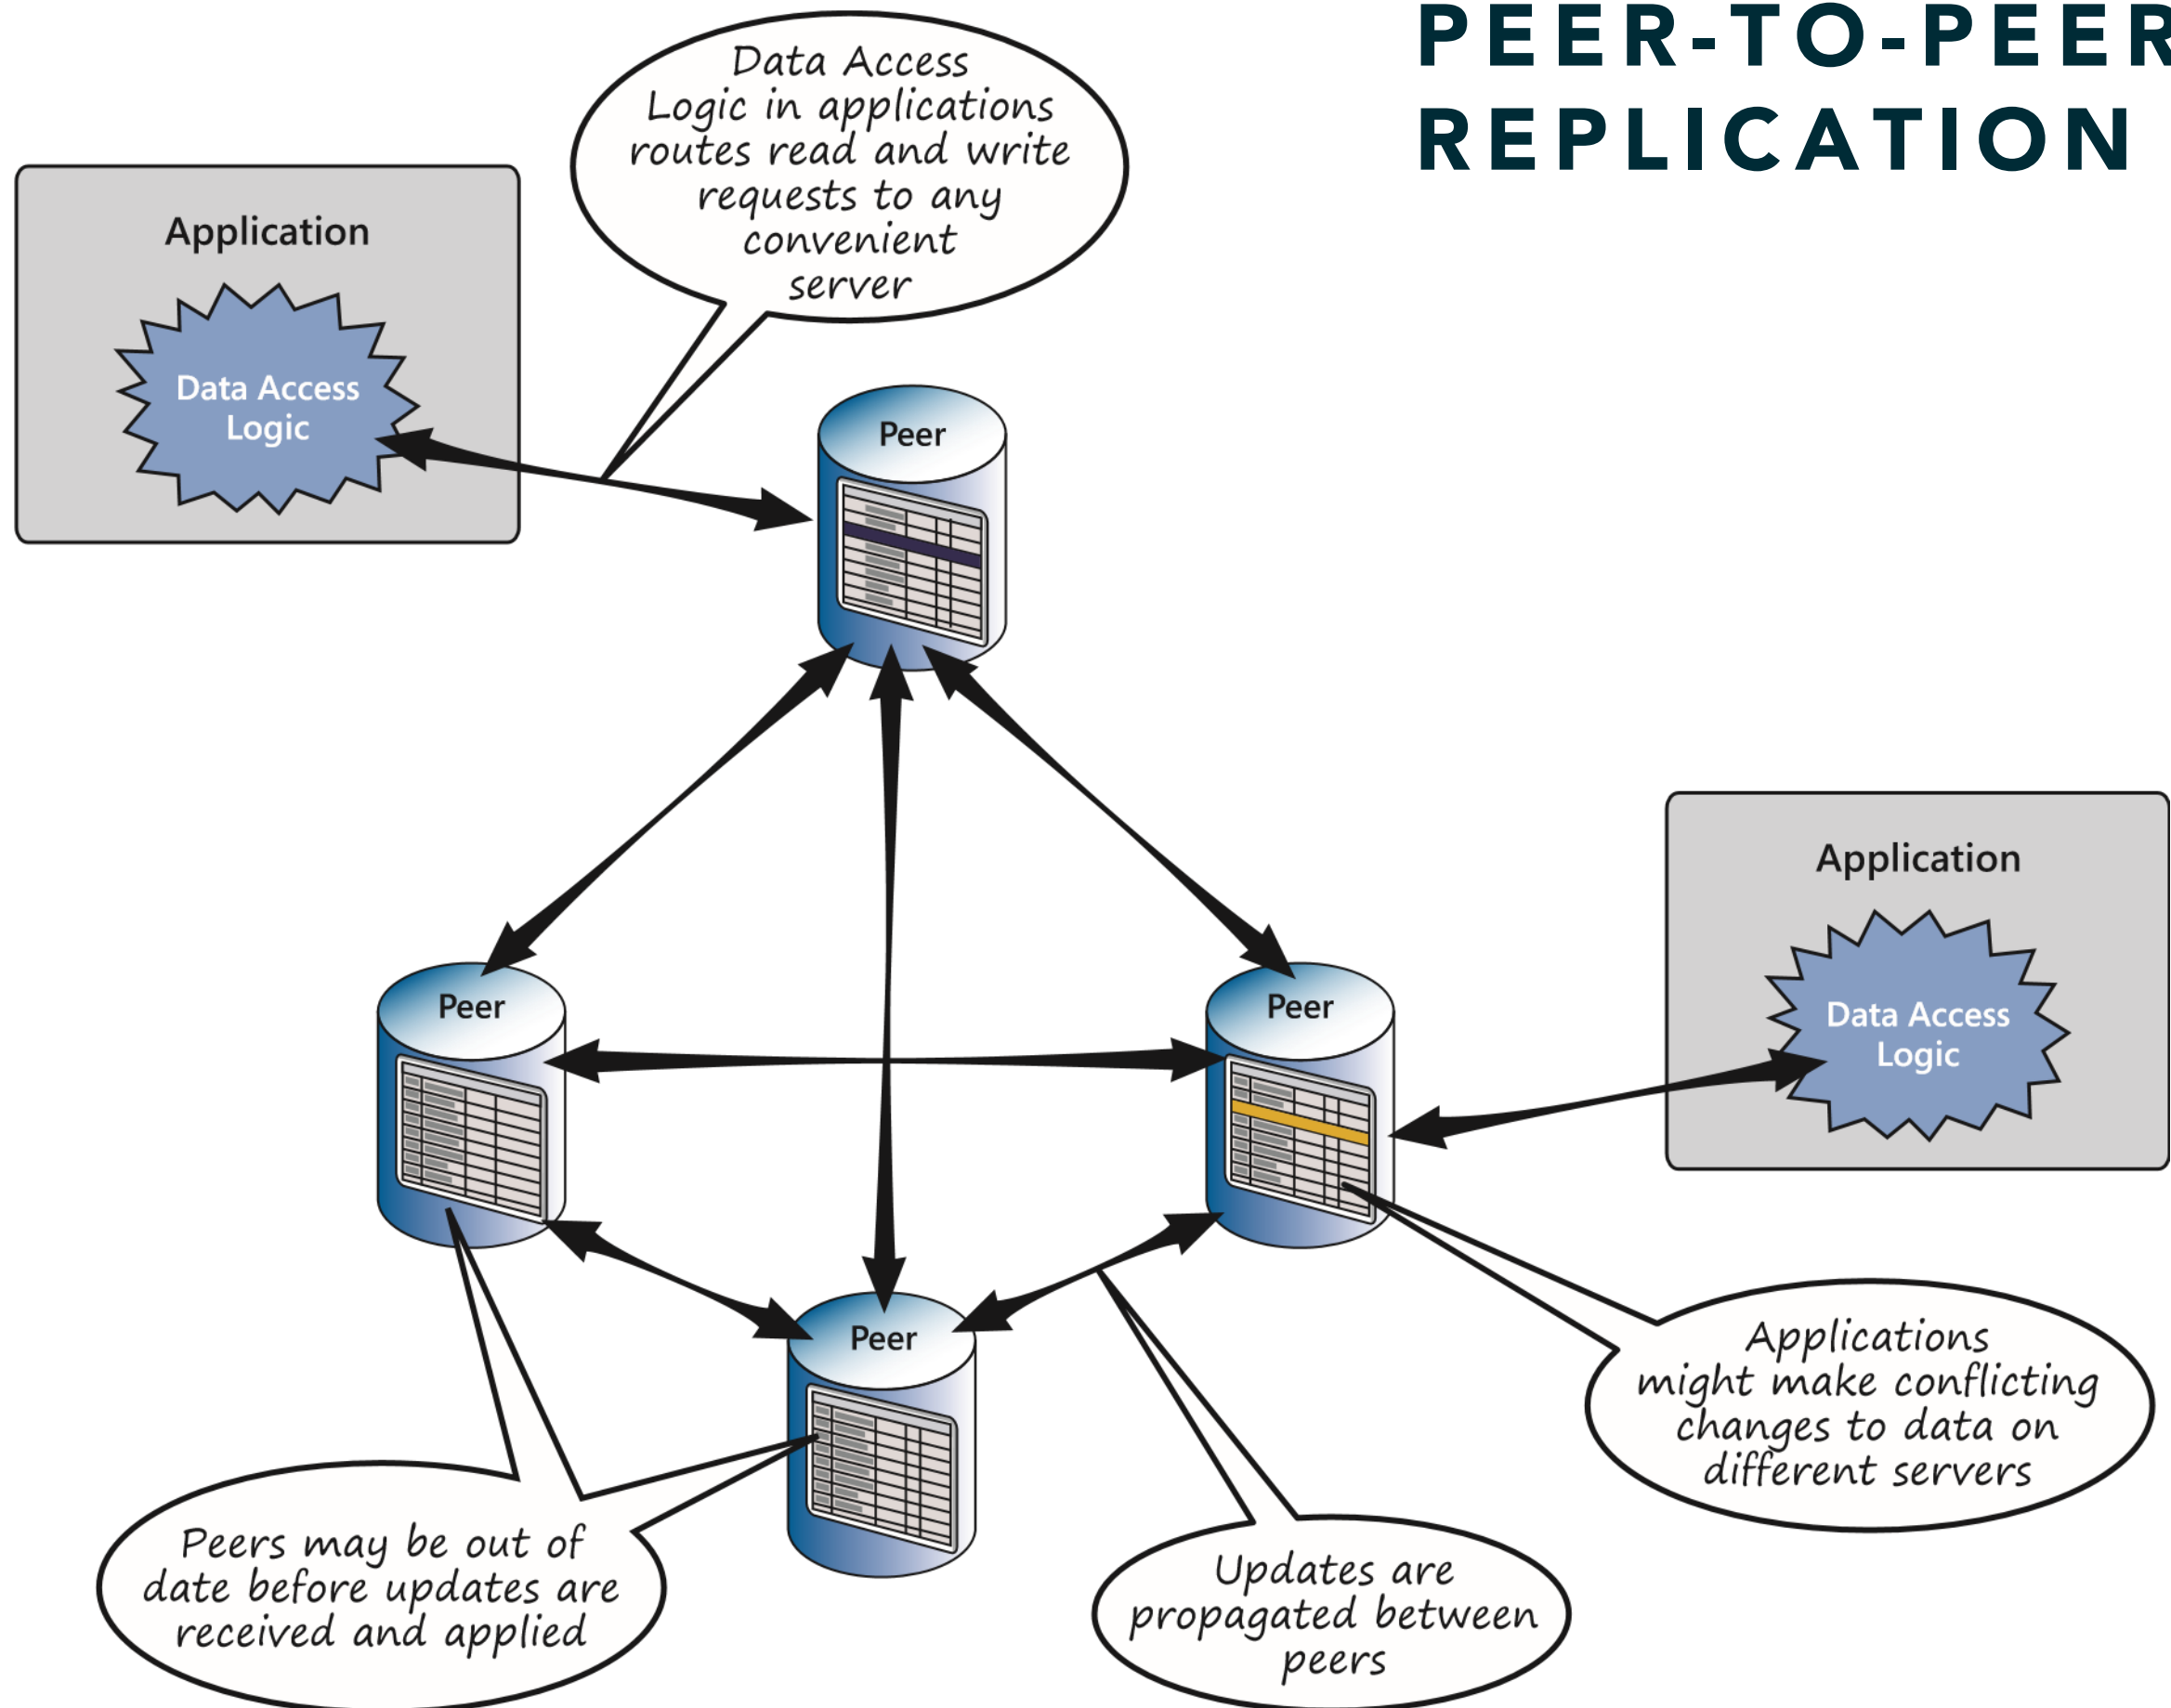 PEER-TO-PEER
REPLICATION
Data Access
Logic in applications
routes read and write
requests to any
convenient
server
Application
Data Access
Logic
Peer
Application
Data Access
Logic
Peer
Peer
Peer
Applications
might make conflicting
changes to data on
different servers
Peers may be out of
date before updates are
received and applied
Updates are
propagated between
peers